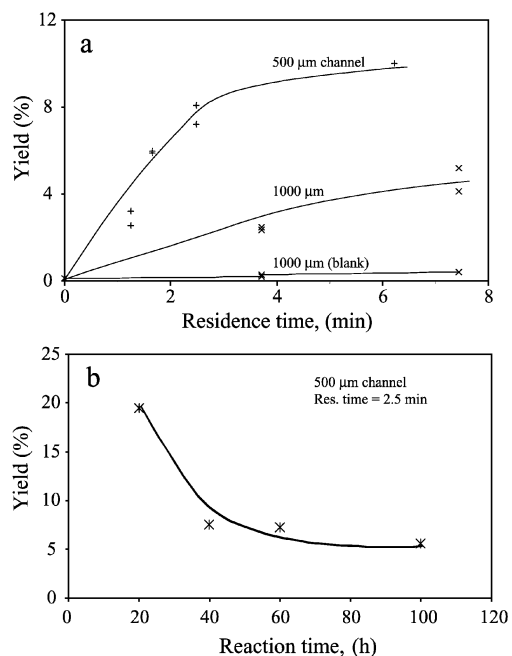 12
a
500 µm channel
8
Yield (%)
1000 µm
4
1000 µm (blank)
0
0 2 4 6 8
Residence time, (min)
25
b
500 µm channel
Res. time = 2.5 min
20
15
Yield (%)
10
5
0
0 20 40 60 80 100 120
Reaction time, (h)